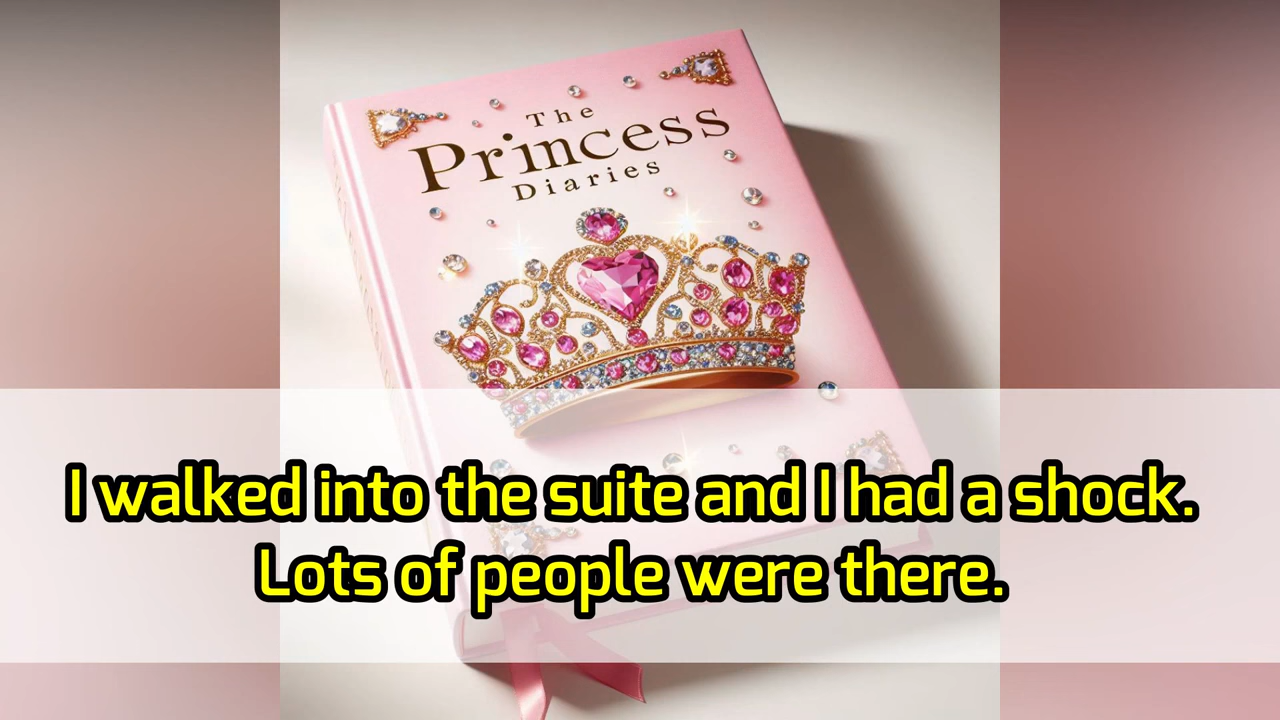 The
Princess
Diaries
I walked into the suite and I had a shock.
Lots of people were there.